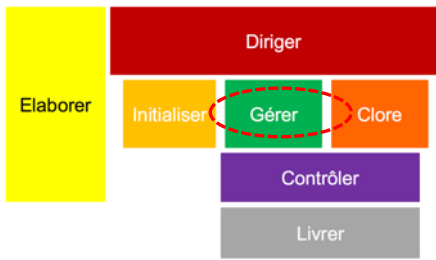 Diriger
Elaborer
Initialiser
Gérer
Clore
Contrôler
Livrer